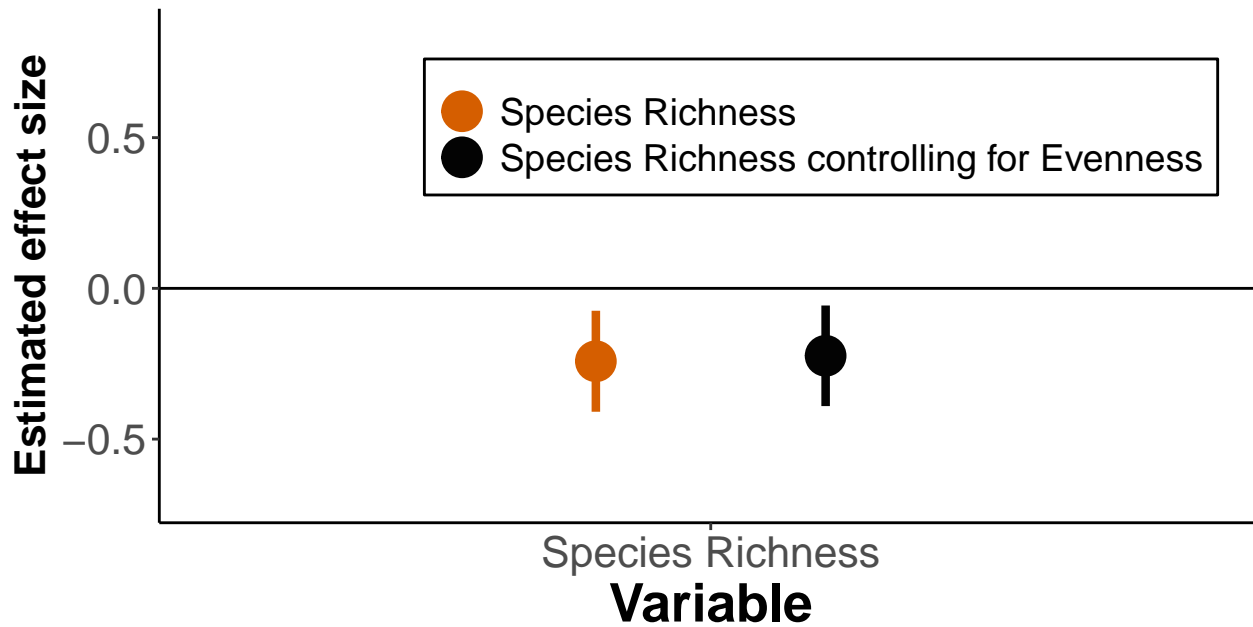 Estimated effect size
0.5
0.0
−0.5
Species Richness
Species Richness controlling for Evenness
Species Richness
Variable